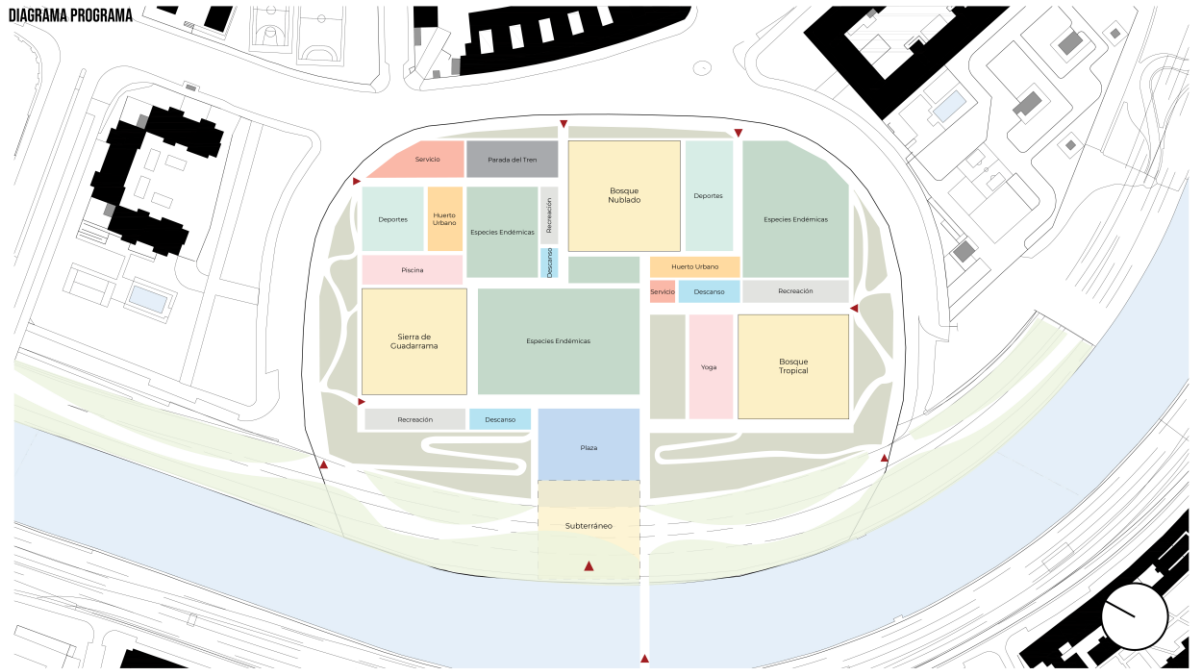 DIAGRAMA PROGRAMA
Servicio
Parada del Tren
Bosque
Nublado
Deportes
Especies Endémicas
Deportes
Huerto
Urbano
Especies Endémicas
Recreación
Descanso
Piscina
Huerto Urbano
Servicio
Descanso
Recreación
Sierra de
Guadarrama
Especies Endémicas
Yoga
Bosque
Tropical
Recreación
Descanso
Plaza
Subterráneo